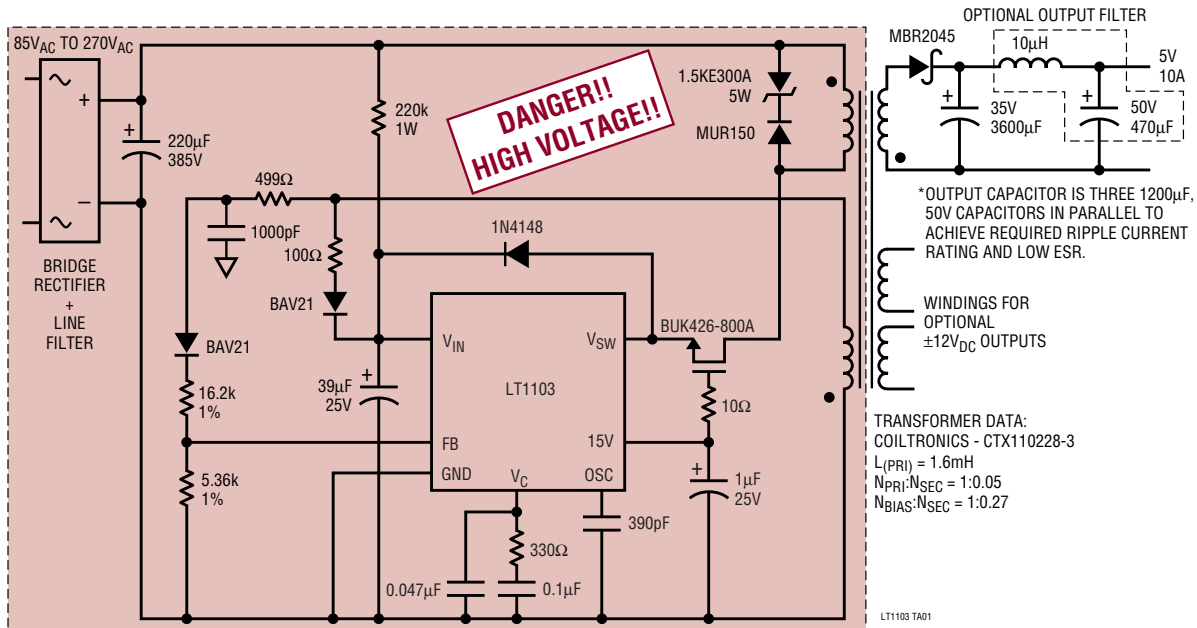 85VAC TO 270VAC
+
−
BRIDGE
RECTIFIER
+
LINE
FILTER
+
220µF
385V
499Ω
1000pF
100Ω
BAV21
BAV21
16.2k
1%
5.36k
1%
220k
1W
DANGER!!
HIGH VOLTAGE!!
1.5KE300A
5W
MUR150
1N4148
+
39µF
25V
VIN
VSW
LT1103
FB
15V
GND
VC
OSC
BUK426-800A
10Ω
+
1µF
25V
390pF
330Ω
0.047µF
0.1µF
MBR2045
OPTIONAL OUTPUT FILTER
10µH
5V
10A
+
35V
3600µF
+
50V
470µF
*OUTPUT CAPACITOR IS THREE 1200µF,
50V CAPACITORS IN PARALLEL TO
ACHIEVE REQUIRED RIPPLE CURRENT
RATING AND LOW ESR.
WINDINGS FOR
OPTIONAL
±12VDC OUTPUTS
TRANSFORMER DATA:
COILTRONICS - CTX110228-3
L(PRI) = 1.6mH
NPRI:NSEC = 1:0.05
NBIAS:NSEC = 1:0.27
LT1103 TA01